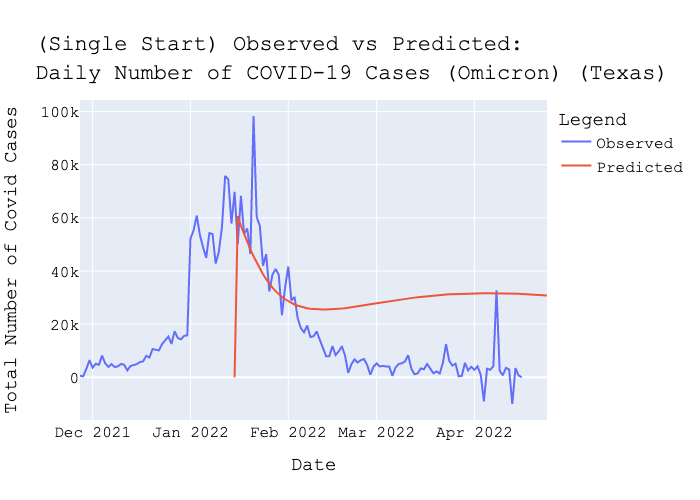 (Single Start) Observed vs Predicted:
Daily Number of COVID-19 Cases (Omicron) (Texas)
Total Number of Covid Cases
100k
80k
60k
40k
20k
0
Dec 2021
Jan 2022
Feb 2022
Mar 2022
Apr 2022
Date
Legend
Observed
Predicted